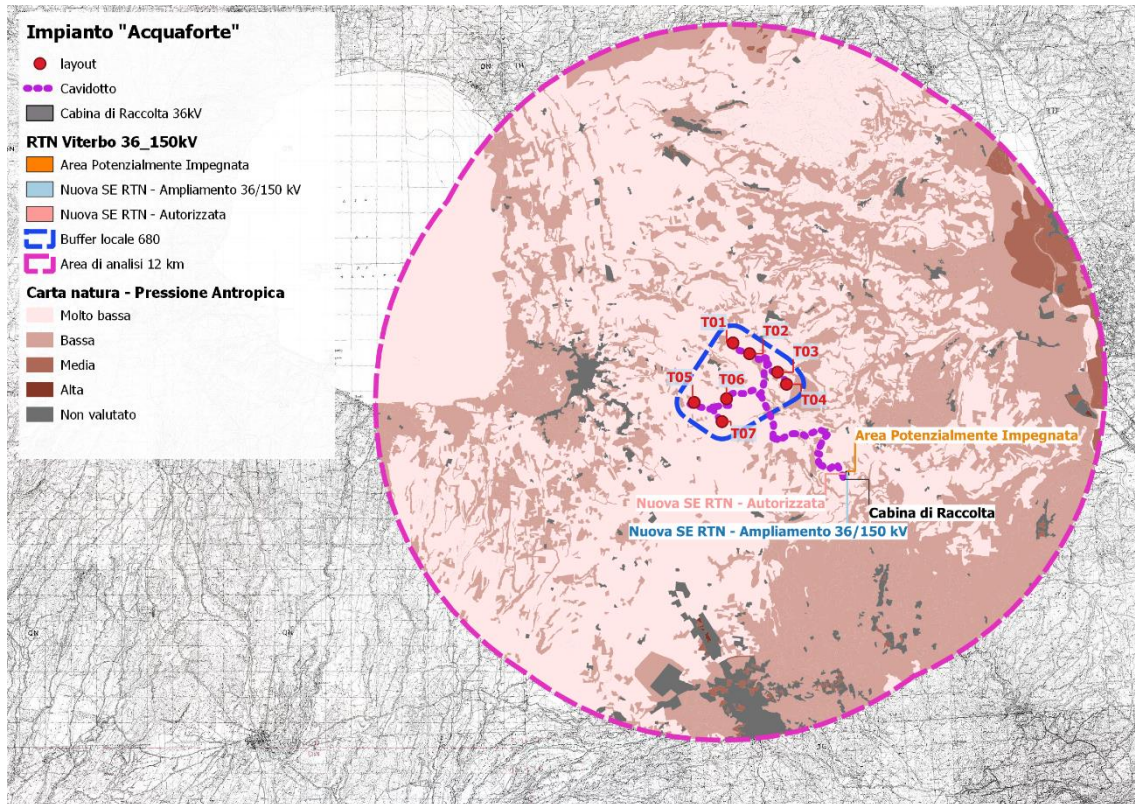 Impianto "Acquaforte"
layout
Cavidotto
Cabina di Raccolta 36kV
RTN Viterbo 36_150kV
Area Potenzialmente Impegnata
Nuova SE RTN - Ampliamento 36/150 kV
Nuova SE RTN - Autorizzata
Buffer locale 680
Area di analisi 12 km
Carta natura - Pressione Antropica
Molto bassa
Bassa
Media
Alta
Non valutato
T01
T02
T03
T05
T06
T04
T07
Area Potenzialmente Impegnata
Nuova SE RTN - Autorizzata
Cabina di Raccolta
Nuova SE RTN - Ampliamento 36/150 kV